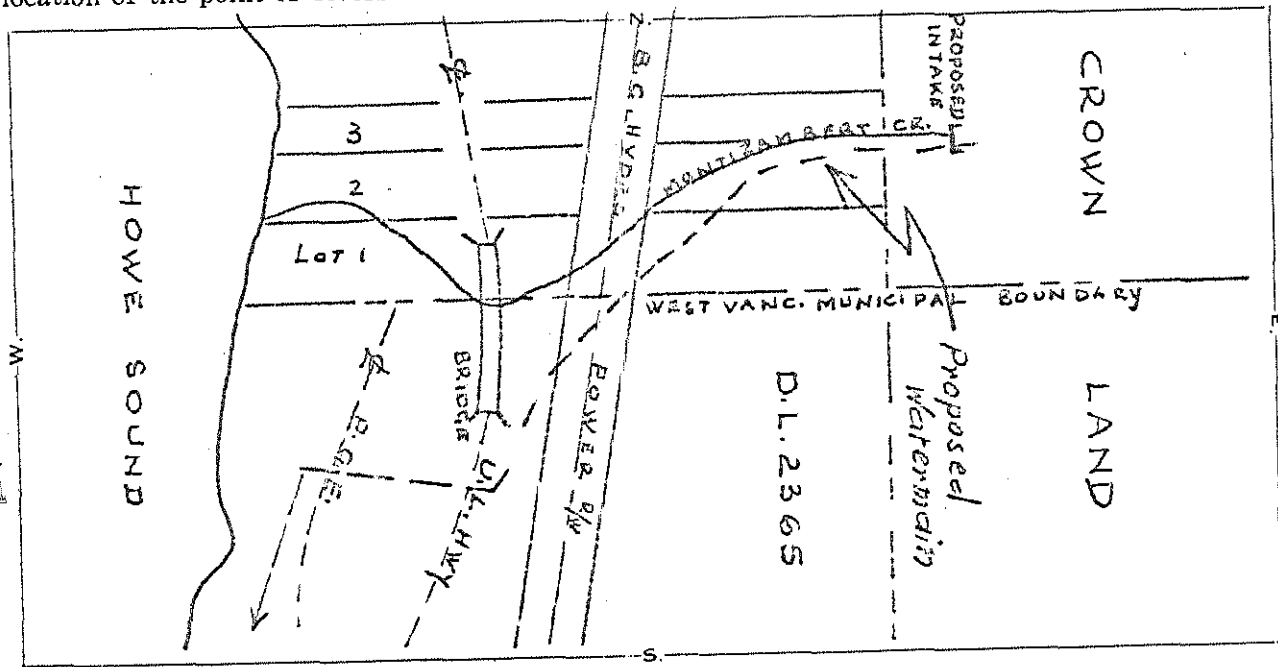 location of the point of
N.
PROPOSED
INTAKE
CROWN
B.C. HYDRO
MONTIZAMBERT CR.
3
2
LOT 1
HOWE SOUND
WEST VANC. MUNICIPAL BOUNDARY
W.
E.
BRIDGE
POWER R/W
P.G.E.
U.L. HWY
D.L. 2365
Proposed
Watermain
LAND
S.